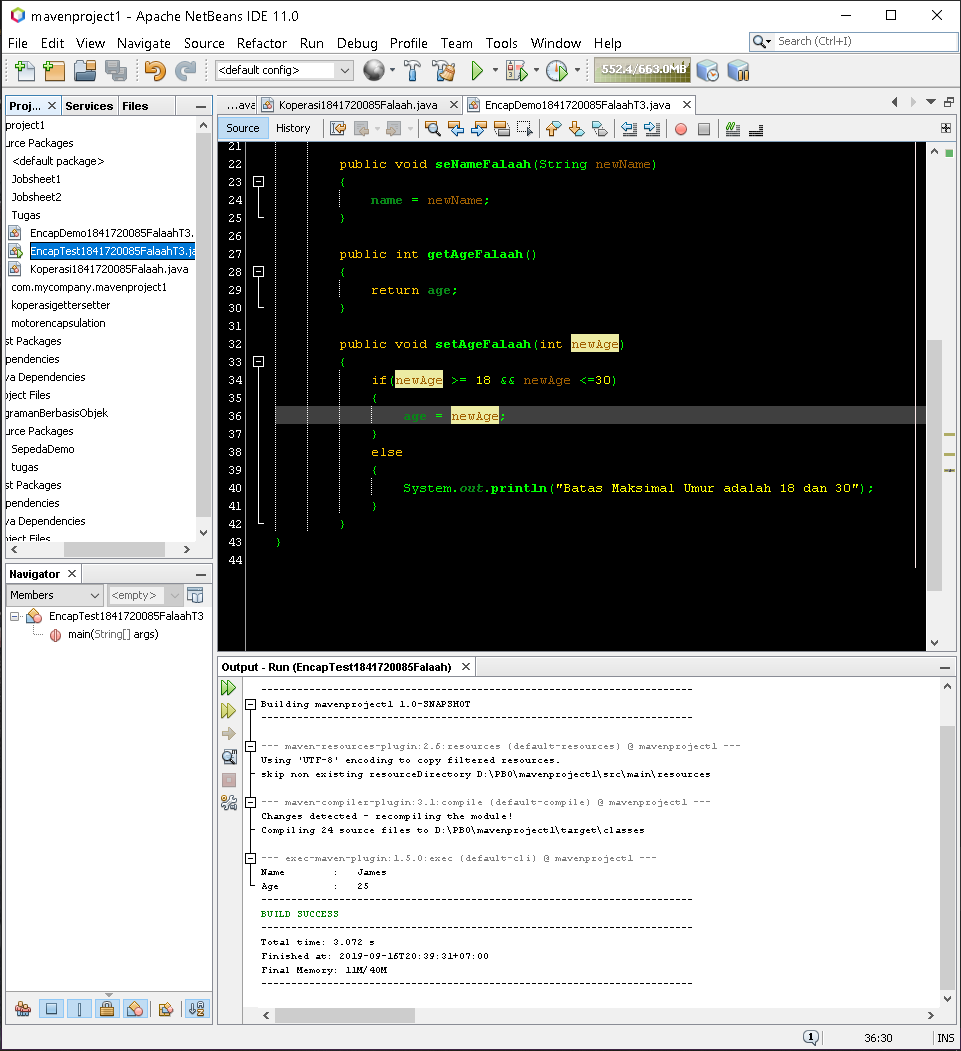 mavenproject1 - Apache NetBeans IDE 11.0
File Edit View Navigate Source Refactor Run Debug Profile Team Tools Window Help
Search (Ctrl+I)
<default config>
552.4/663.0MB
Proj... Services Files
project1
urce Packages
<default package>
Jobsheet1
Jobsheet2
Tugas
EncapDemo1841720085FalaahT3.
EncapTest1841720085FalaahT3.ja
Koperasi1841720085Falaah.java
com.mycompany.mavenproject1
koperasigettersetter
motorencapsulation
st Packages
pendencies
va Dependencies
oject Files
gramanBerbasisObjek
urce Packages
SepedaDemo
tugas
st Packages
pendencies
va Dependencies
oject Files
Navigator
Members
<empty>
EncapTest1841720085FalaahT3
main(String[] args)
...ava Koperasi1841720085Falaah.java EncapDemo1841720085FalaahT3.java
Source History
21
22 public void seNameFalaah(String newName)
23 {
24 name = newName;
25 }
26
27 public int getAgeFalaah()
28 {
29 return age;
30 }
31
32 public void setAgeFalaah(int newAge)
33 {
34 if(newAge >= 18 && newAge <=30)
35 {
36 age = newAge;
37 }
38 else
39 {
40 System.out.println("Batas Maksimal Umur adalah 18 dan 30");
41 }
42 }
43 }
44
Output - Run (EncapTest1841720085Falaah)
------------------------------------------------------------------------
Building mavenproject1 1.0-SNAPSHOT
------------------------------------------------------------------------
--- maven-resources-plugin:2.6:resources (default-resources) @ mavenproject1 ---
Using 'UTF-8' encoding to copy filtered resources.
skip non existing resourceDirectory D:\PBO\mavenproject1\src\main\resources
--- maven-compiler-plugin:3.1:compile (default-compile) @ mavenproject1 ---
Changes detected - recompiling the module!
Compiling 24 source files to D:\PBO\mavenproject1\target\classes
--- exec-maven-plugin:1.5.0:exec (default-cli) @ mavenproject1 ---
Name : James
Age : 25
------------------------------------------------------------------------
BUILD SUCCESS
------------------------------------------------------------------------
Total time: 3.072 s
Finished at: 2019-09-16T20:39:31+07:00
Final Memory: 11M/40M
------------------------------------------------------------------------
1
36:30
INS